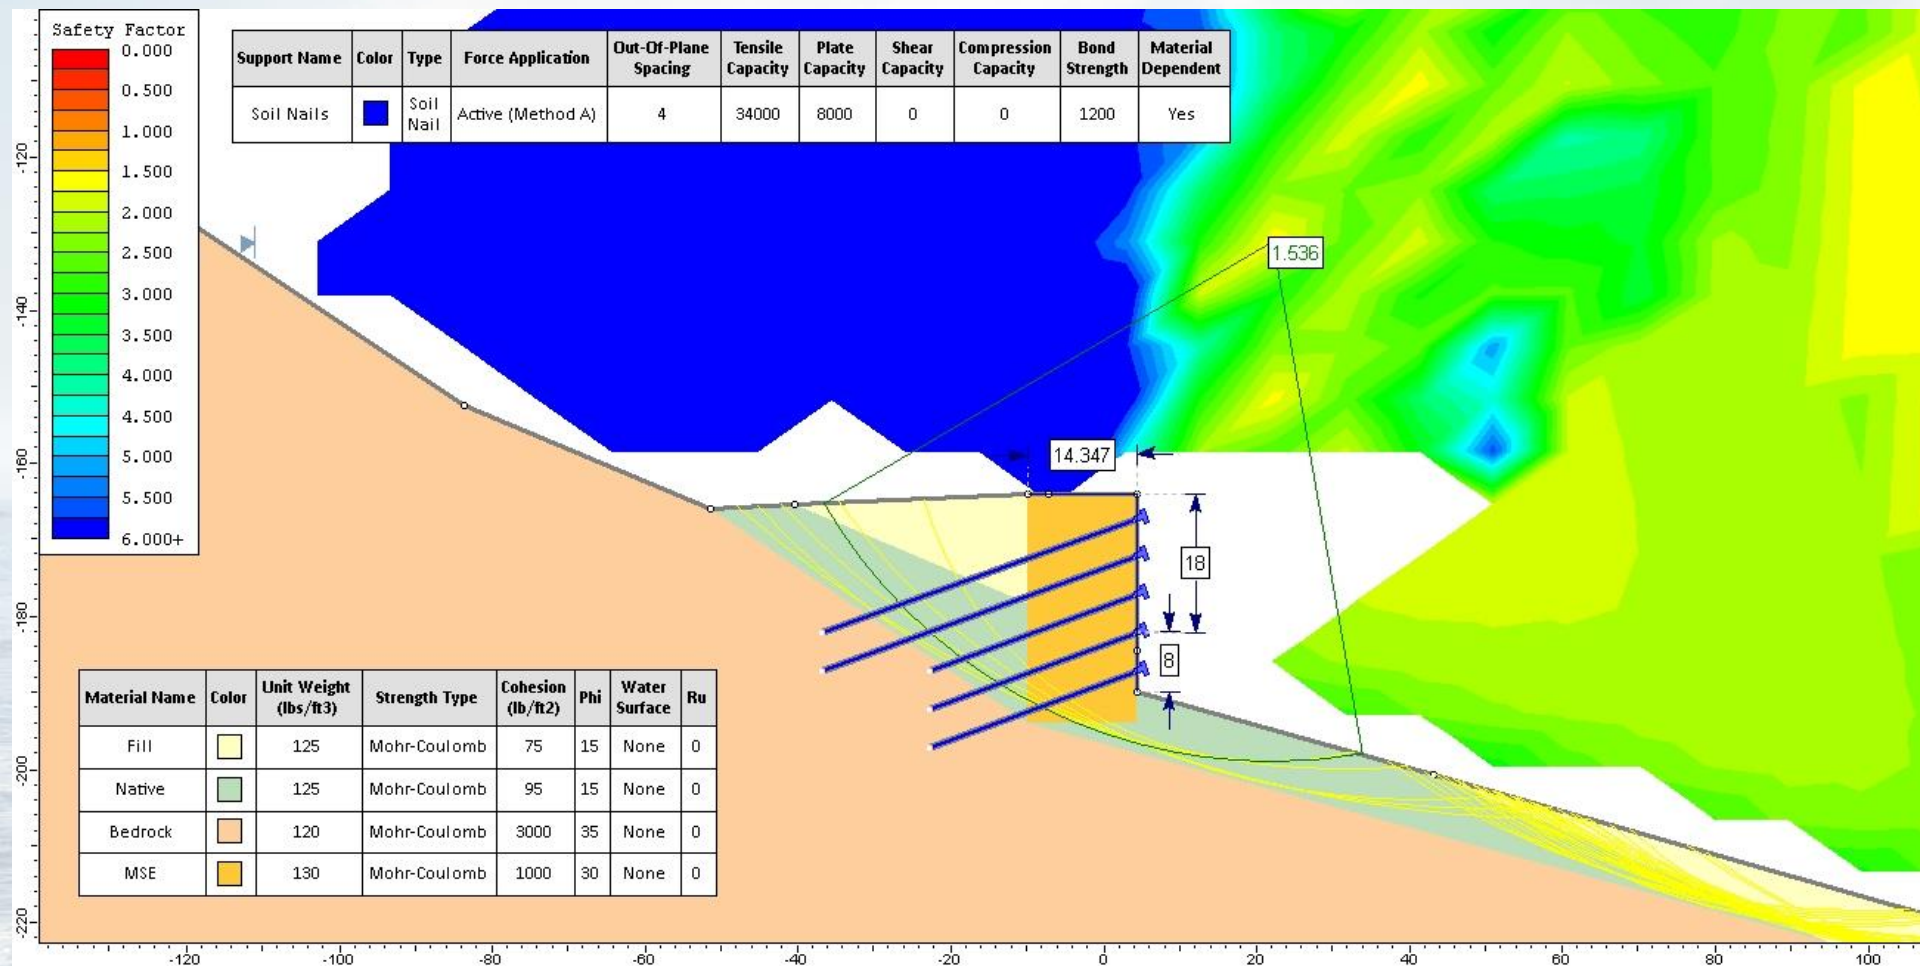 Safety Factor
0.000
0.500
1.000
1.500
2.000
2.500
3.000
3.500
4.000
4.500
5.000
5.500
6.000+
Support Name Color Type Force Application Out-Of-Plane Spacing Tensile Capacity Plate Capacity Shear Capacity Compression Capacity Bond Strength Material Dependent
Soil Nails Soil Nail Active (Method A) 4 34000 8000 0 0 1200 Yes
1.536
14.347
18
8
Material Name Color Unit Weight (lbs/ft3) Strength Type Cohesion (lb/ft2) Phi Water Surface Ru
Fill 125 Mohr-Coulomb 75 15 None 0
Native 125 Mohr-Coulomb 95 15 None 0
Bedrock 120 Mohr-Coulomb 3000 35 None 0
MSE 130 Mohr-Coulomb 1000 30 None 0
-120
-140
-160
-180
-200
-220
-120 -100 -80 -60 -40 -20 0 20 40 60 80 100